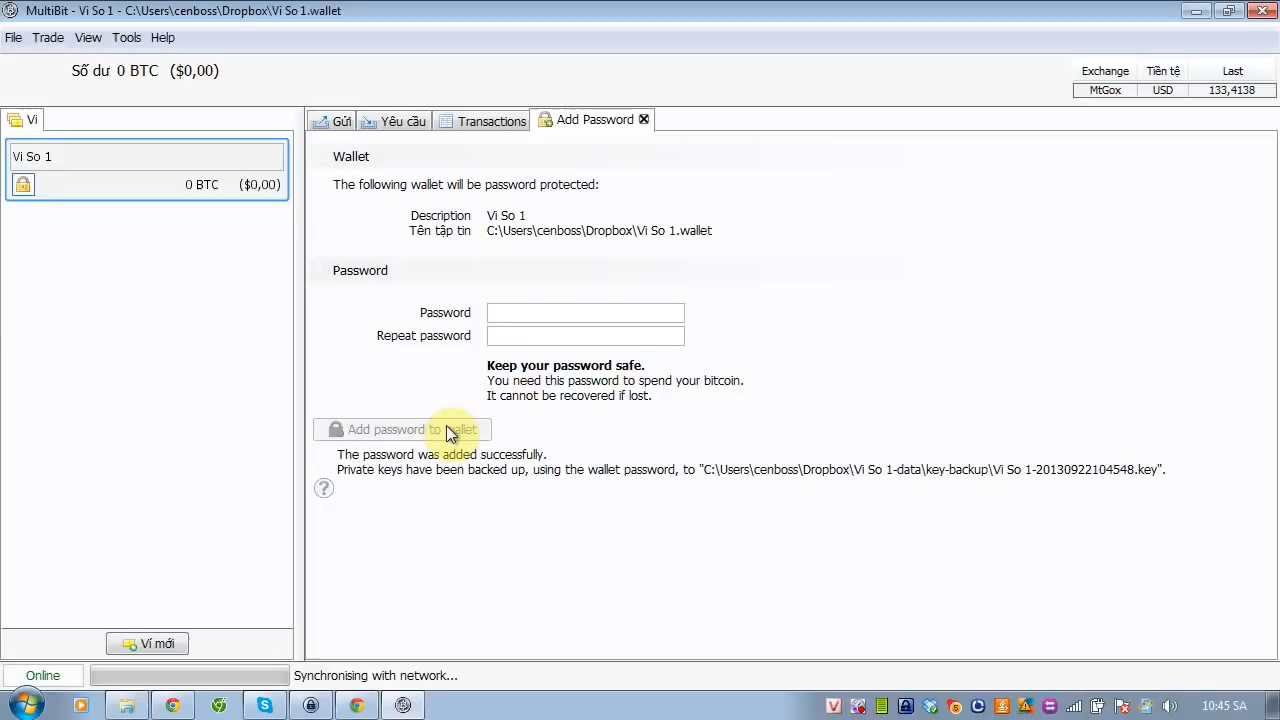 MultiBit - Vi So 1 - C:\Users\cenboss\Dropbox\Vi So 1.wallet
File Trade View Tools Help
Số dư 0 BTC ($0,00)
Exchange Tiền tệ Last
MtGox USD 133,4138
Ví
Gửi Yêu cầu Transactions Add Password
Vi So 1
0 BTC ($0,00)
Wallet
The following wallet will be password protected:
Description Vi So 1
Tên tập tin C:\Users\cenboss\Dropbox\Vi So 1.wallet
Password
Password
Repeat password
Keep your password safe.
You need this password to spend your bitcoin.
It cannot be recovered if lost.
Add password to wallet
The password was added successfully.
Private keys have been backed up, using the wallet password, to "C:\Users\cenboss\Dropbox\Vi So 1-data\key-backup\Vi So 1-20130922104548.key".
?
Ví mới
Online Synchronising with network...
10:45 SA